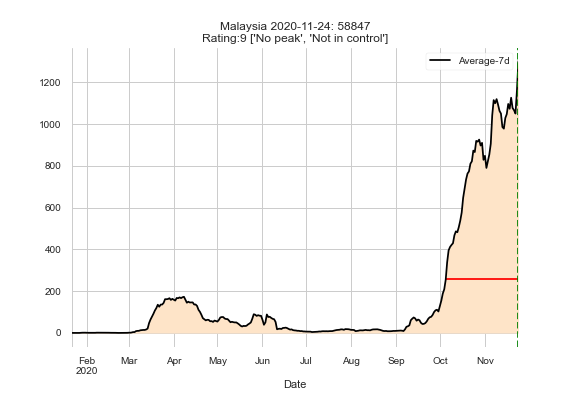 Malaysia 2020-11-24: 58847
Rating:9 ['No peak', 'Not in control']
Average-7d
1200
1000
800
600
400
200
0
Feb Mar Apr May Jun Jul Aug Sep Oct Nov
2020
Date